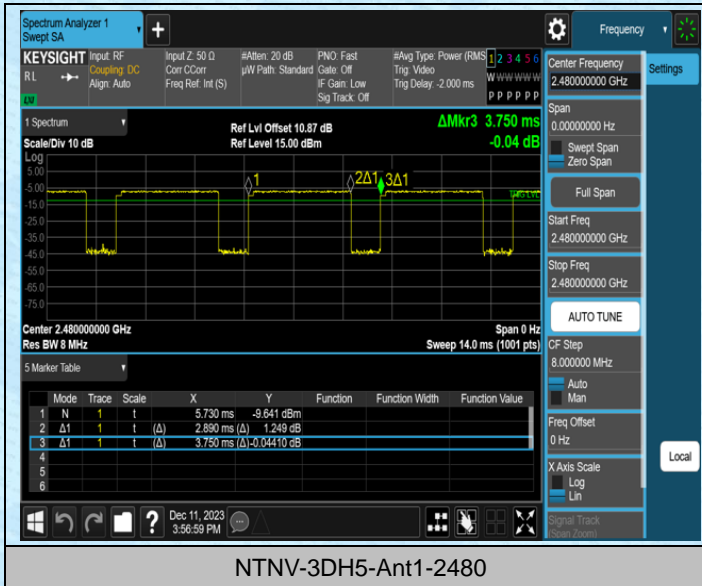 Spectrum Analyzer 1
Swept SA
Frequency
KEYSIGHT
RL
LXI
Input: RF
Coupling: DC
Align: Auto
Input Z: 50 Ω
Corr CCorr
Freq Ref: Int (S)
#Atten: 20 dB
µW Path: Standard
PNO: Fast
Gate: Off
IF Gain: Low
Sig Track: Off
#Avg Type: Power (RMS
Trig: Video
Trig Delay: -2.000 ms
1 2 3 4 5 6
W W W W W W
P P P P P P
Center Frequency
2.480000000 GHz
Settings
Span
0.00000000 Hz
Swept Span
Zero Span
Full Span
Start Freq
2.480000000 GHz
Stop Freq
2.480000000 GHz
AUTO TUNE
CF Step
8.000000 MHz
Auto
Man
Freq Offset
0 Hz
X Axis Scale
Log
Lin
Signal Track
(Span Zoom)
Local
1 Spectrum
Scale/Div 10 dB
Ref Lvl Offset 10.87 dB
Ref Level 15.00 dBm
ΔMkr3 3.750 ms
-0.04 dB
Log
5.00
-5.00
-15.0
-25.0
-35.0
-45.0
-55.0
-65.0
-75.0
1
2Δ1
3Δ1
TRIG LVL
Center 2.480000000 GHz
Res BW 8 MHz
Span 0 Hz
Sweep 14.0 ms (1001 pts)
5 Marker Table
Mode Trace Scale X Y Function Function Width Function Value
1 N 1 t 5.730 ms -9.641 dBm
2 Δ1 1 t (Δ) 2.890 ms (Δ) 1.249 dB
3 Δ1 1 t (Δ) 3.750 ms (Δ) -0.04410 dB
4
5
6
?
Dec 11, 2023
3:56:59 PM
NTNV-3DH5-Ant1-2480